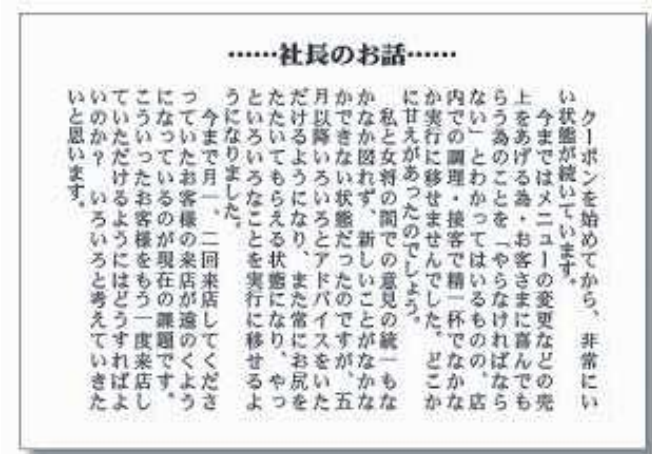 ……社長のお話……
クーポンを始めてから、非常にい
い状態が続いています。
今まではメニューの変更などの売
上をあげる為・お客さまに喜んでも
らう為のことを「やらなければなら
ない」とわかってはいるものの、店
内での調理・接客で精一杯でなかな
か実行に移せませんでした。どこか
に甘えがあったのでしょう。
私と女将の間での意見の統一もな
かなか図れず、新しいことがなかな
かできない状態だったのですが、五
月以降いろいろとアドバイスをいた
だけるようになり、また常にお尻を
たたいてもらえる状態になり、やっ
といろいろなことを実行に移せるよ
うになりました。
今まで月一、二回来店してくださ
っていたお客様の来店が遠のくよう
になっているのが現在の課題です。
こういったお客様をもう一度来店し
ていただけるようにはどうすればよ
いのか？　いろいろと考えていきた
いと思います。